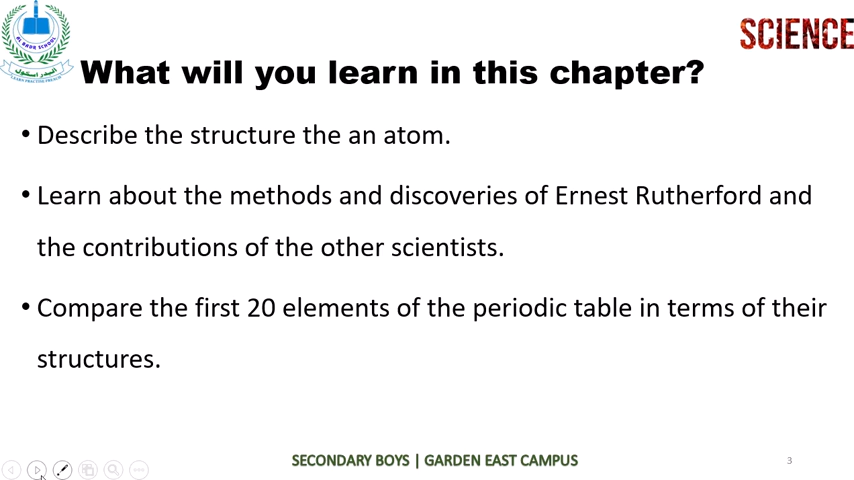 SCIENCE
What will you learn in this chapter?
• Describe the structure the an atom.
• Learn about the methods and discoveries of Ernest Rutherford and
the contributions of the other scientists.
• Compare the first 20 elements of the periodic table in terms of their
structures.
SECONDARY BOYS | GARDEN EAST CAMPUS
3